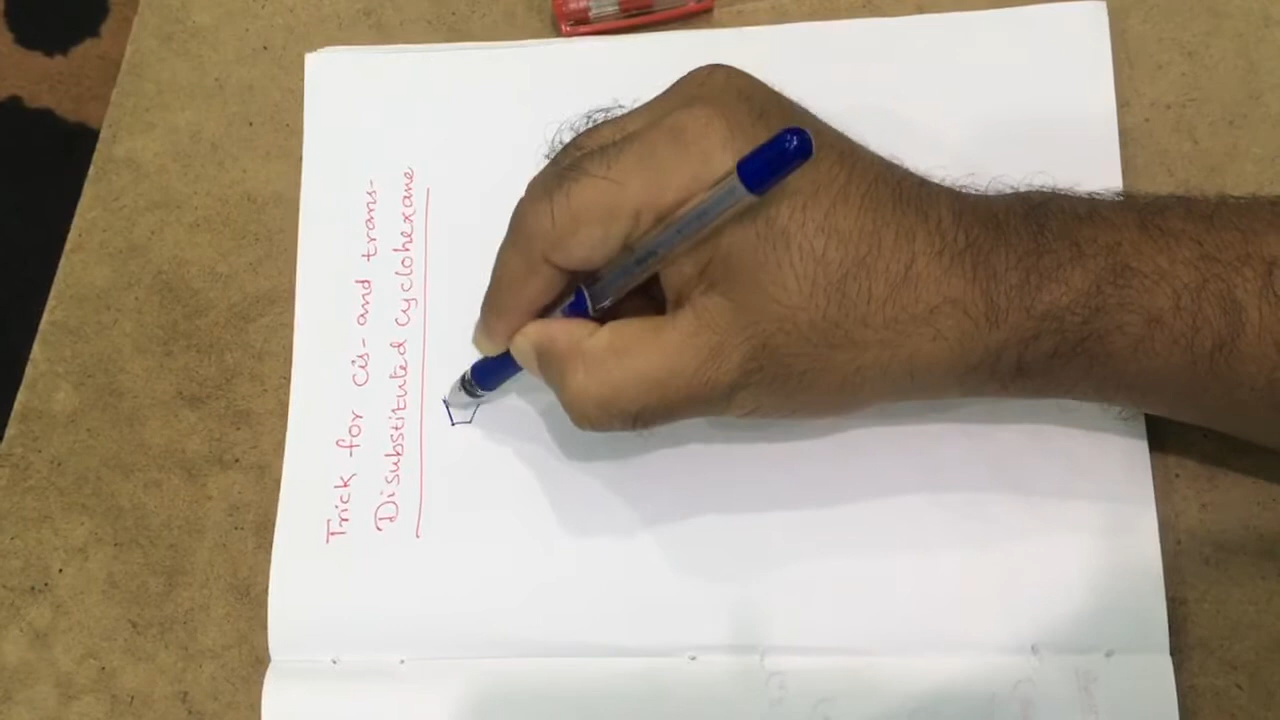 Trick for cis- and trans-
Disubstituted cyclohexane